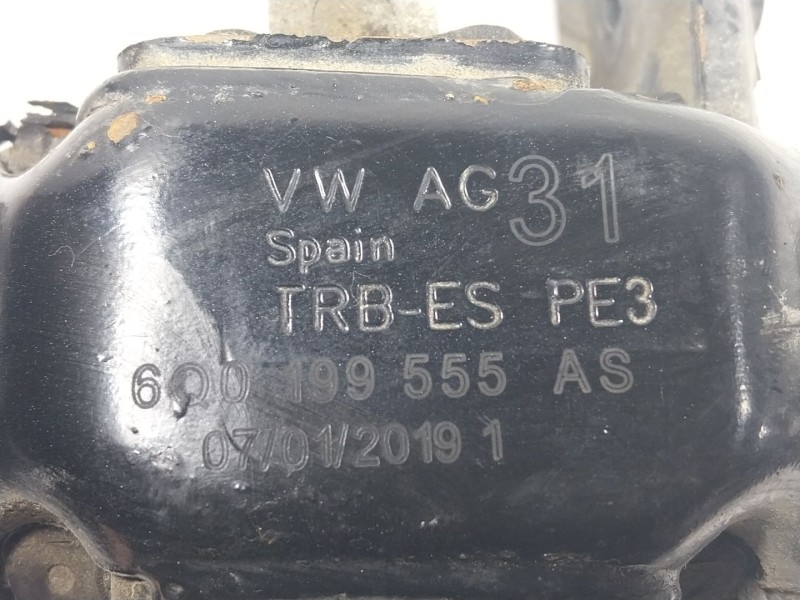 VW AG 31
Spain
TRB-ES PE3
6Q0 199 555 AS
07/01/2019 1